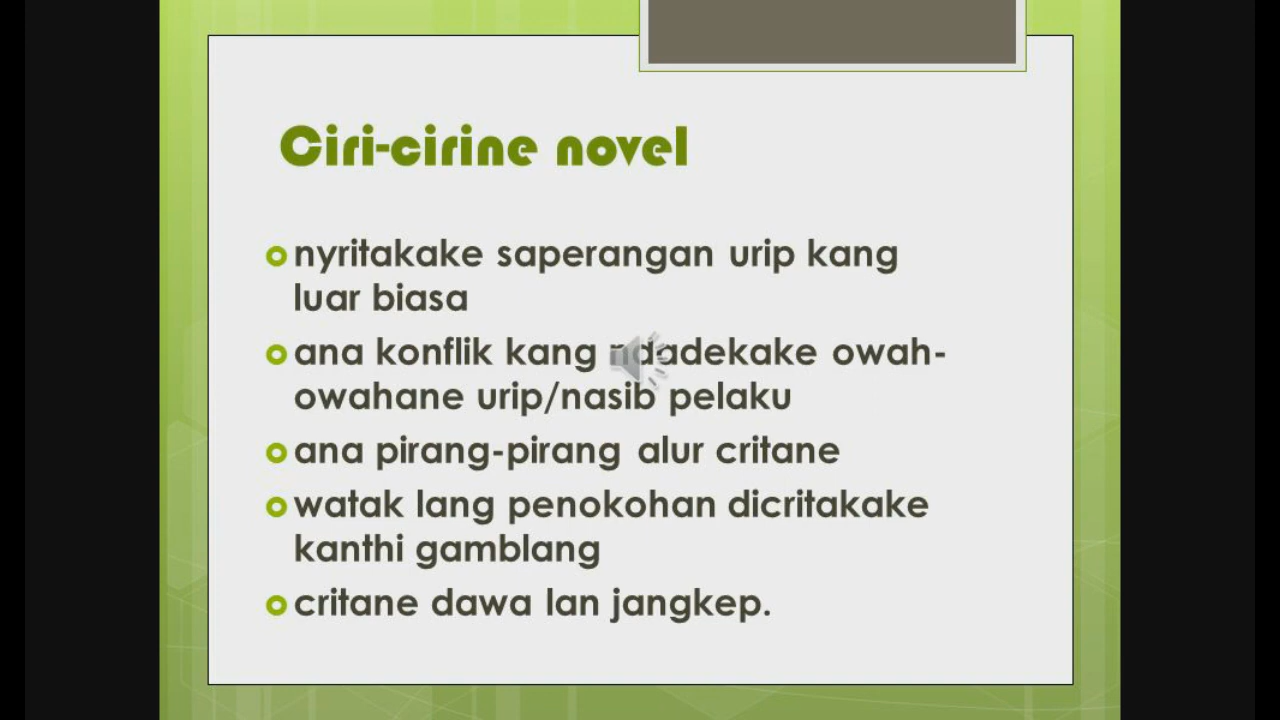 Ciri-cirine novel
nyritakake saperangan urip kang
luar biasa
ana konflik kang ndadekake owah-
owahane urip/nasib pelaku
ana pirang-pirang alur critane
watak lang penokohan dicritakake
kanthi gamblang
critane dawa lan jangkep.